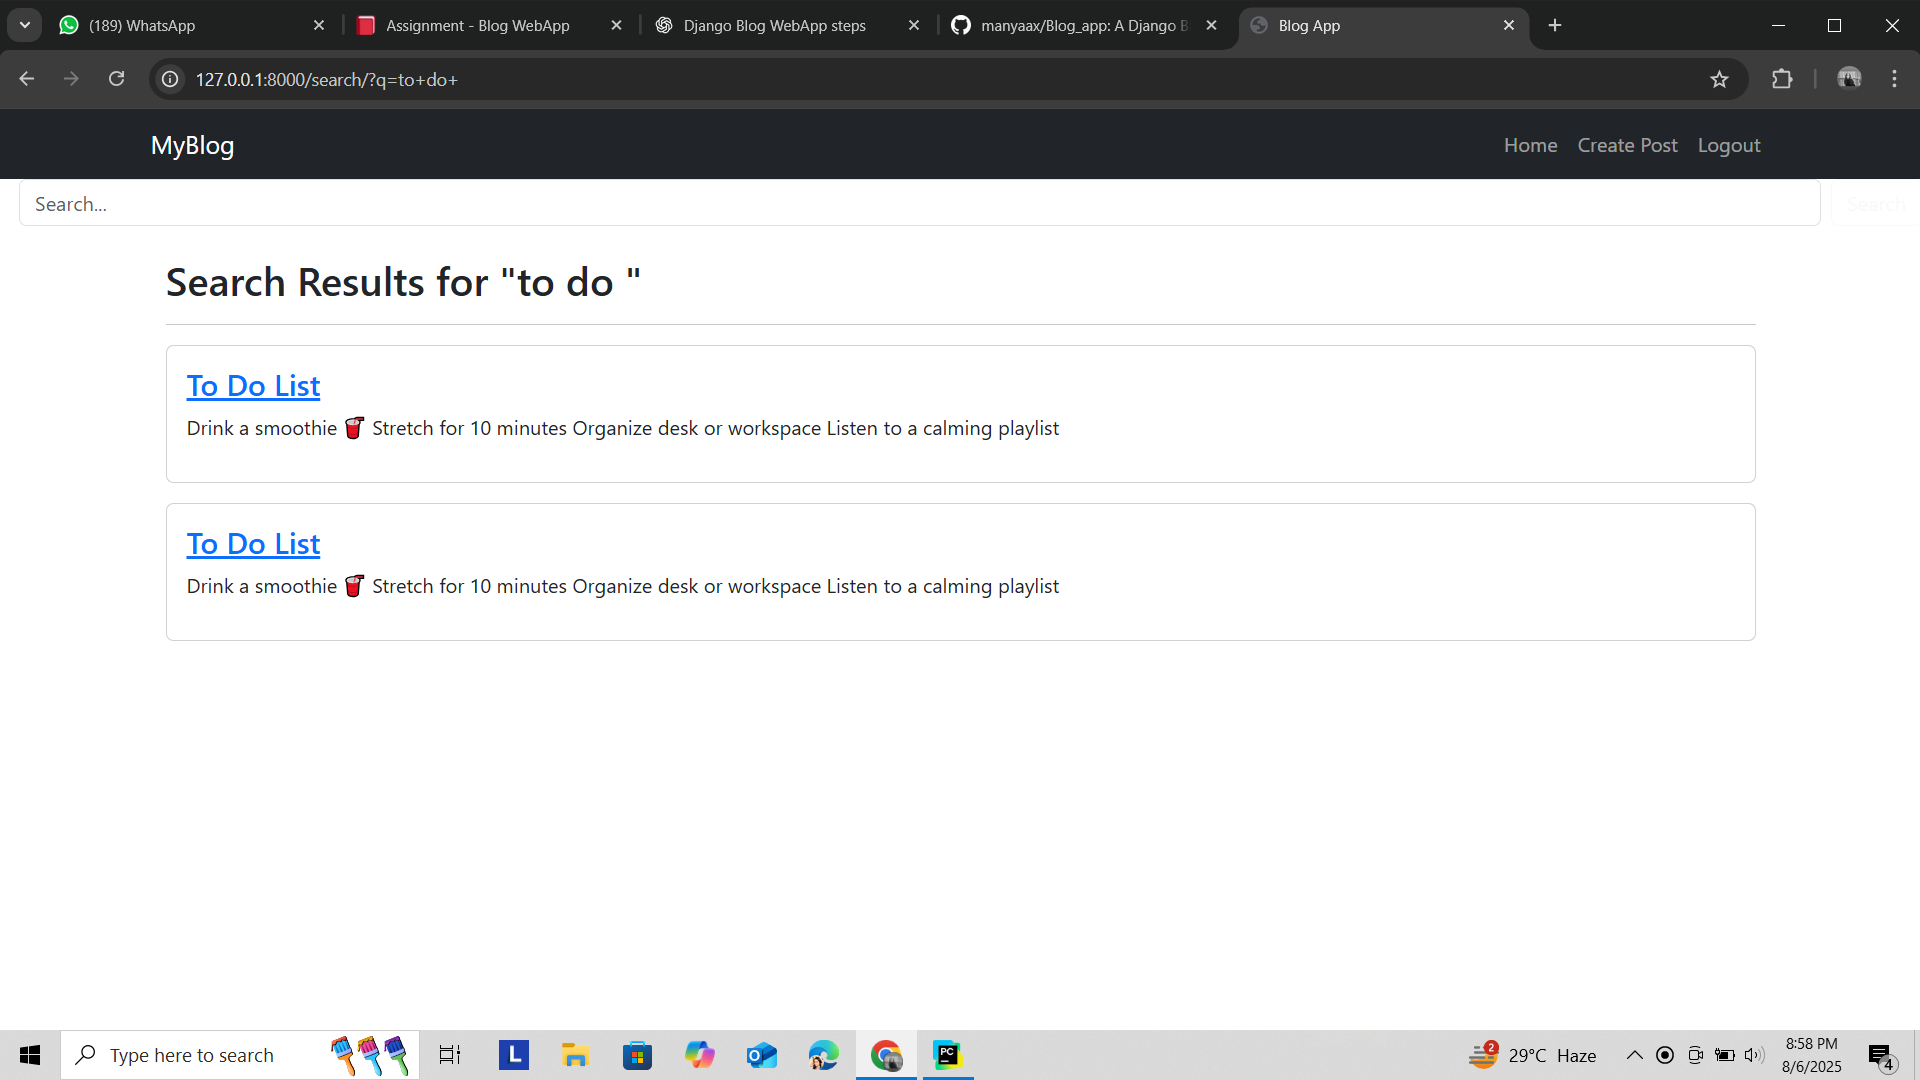 (189) WhatsApp
Assignment - Blog WebApp
Django Blog WebApp steps
manyaax/Blog_app: A Django B
Blog App
127.0.0.1:8000/search/?q=to+do+
MyBlog
Home Create Post Logout
Search...
Search
Search Results for "to do "
To Do List
Drink a smoothie 🥤 Stretch for 10 minutes Organize desk or workspace Listen to a calming playlist
To Do List
Drink a smoothie 🥤 Stretch for 10 minutes Organize desk or workspace Listen to a calming playlist
Type here to search
L
O
PC
2
29°C Haze
8:58 PM
8/6/2025
4